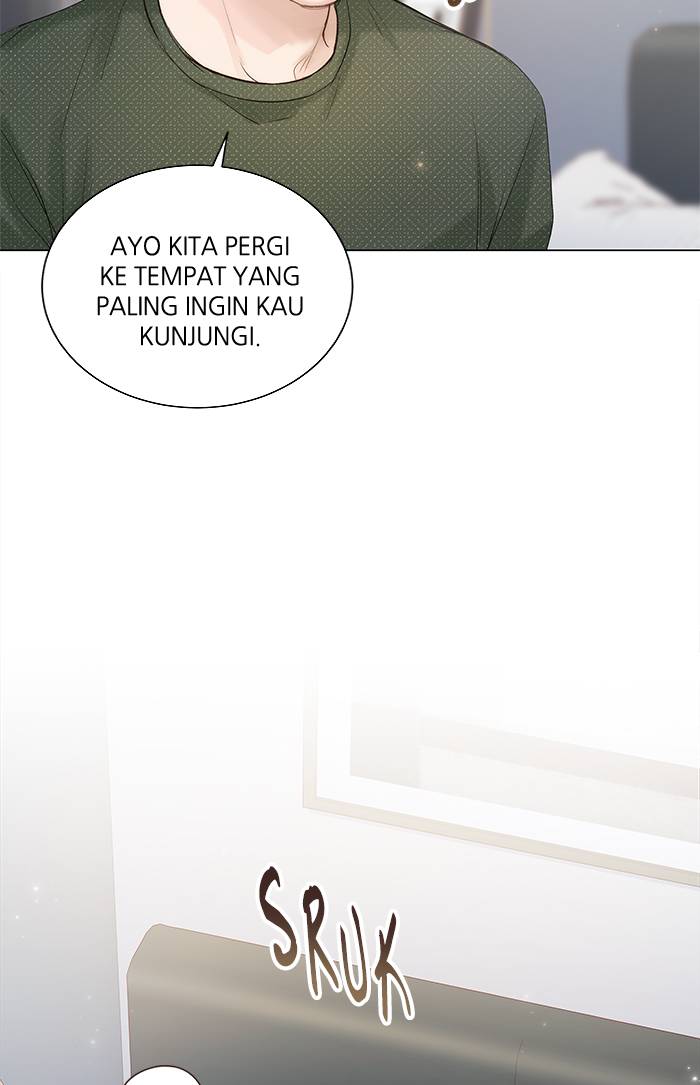 AYO KITA PERGI
KE TEMPAT YANG
PALING INGIN KAU
KUNJUNGI.
SRUK